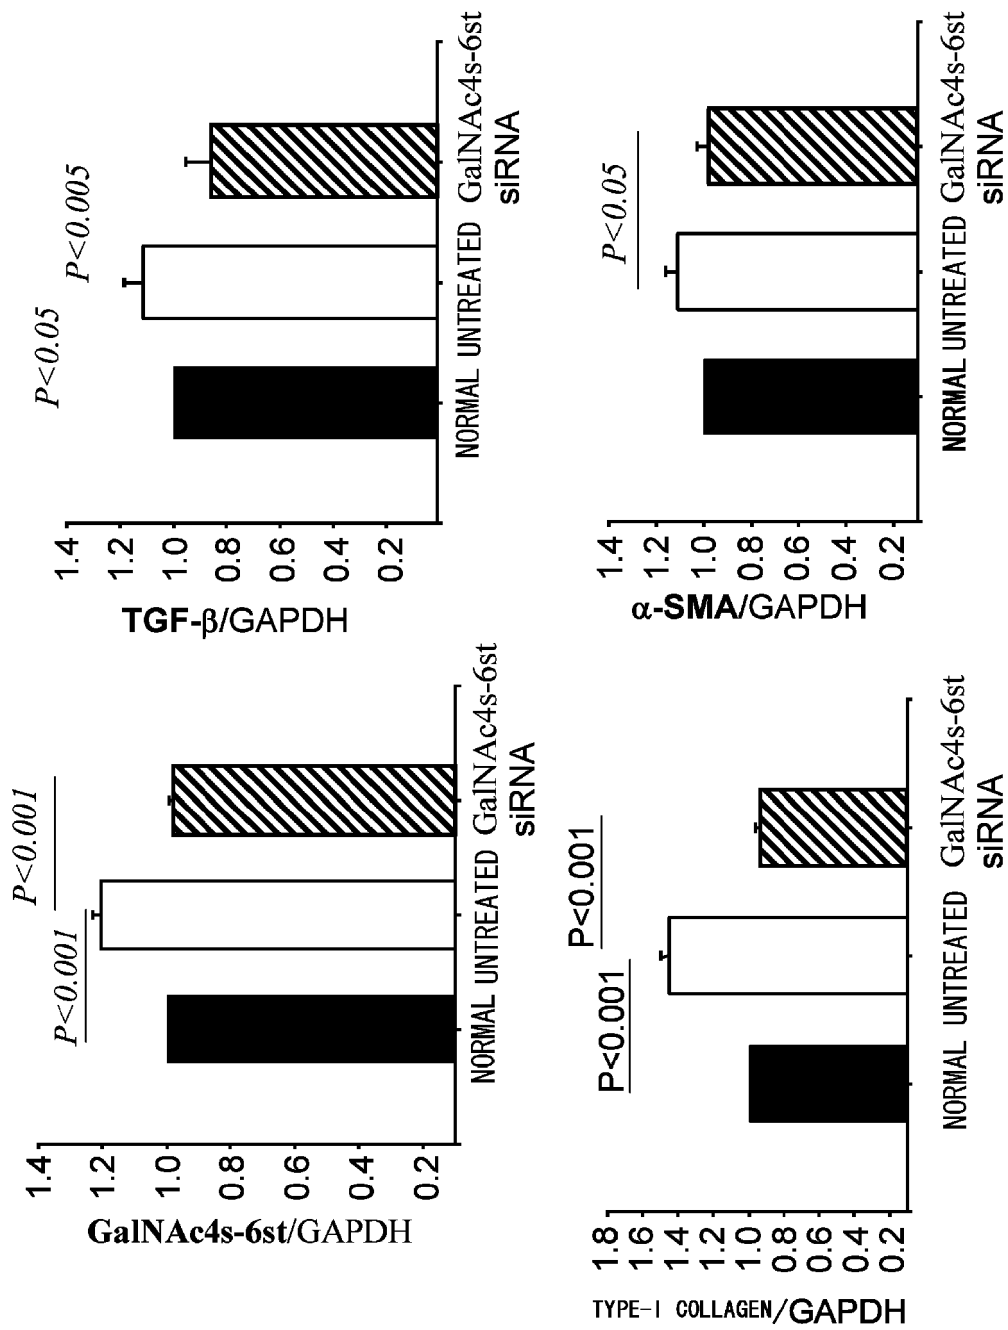 GalNAc4s-6st/GAPDH
1.4
1.2
1.0
0.8
0.6
0.4
0.2
P<0.001
P<0.001
NORMAL UNTREATED GalNAc4s-6st
siRNA
TGF-β/GAPDH
1.4
1.2
1.0
0.8
0.6
0.4
0.2
P<0.05
P<0.005
NORMAL UNTREATED GalNAc4s-6st
siRNA
TYPE-I COLLAGEN/GAPDH
1.8
1.6
1.4
1.2
1.0
0.8
0.6
0.4
0.2
P<0.001
P<0.001
NORMAL UNTREATED GalNAc4s-6st
siRNA
α-SMA/GAPDH
1.4
1.2
1.0
0.8
0.6
0.4
0.2
P<0.05
NORMAL UNTREATED GalNAc4s-6st
siRNA